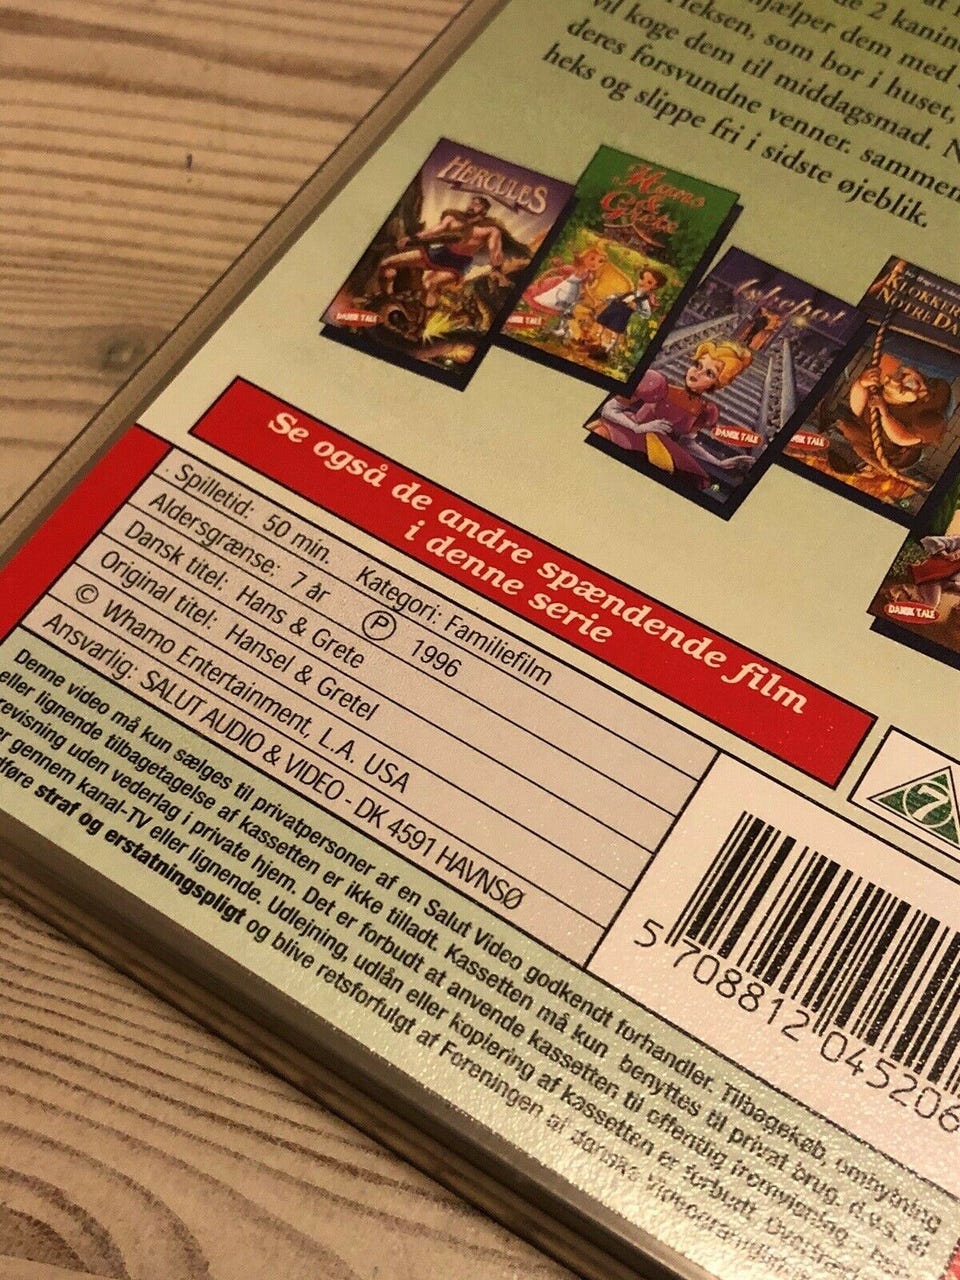 de 2 kanin
hjælper dem med
heksen, som bor i huset,
vil koge dem til middagsmad. N
deres forsvundne venner. sammen
heks og slippe fri i sidste øjeblik.
HERCULES
DANSK TALE
Hans
&
Grete
DANSK TALE
Askepot
DANSK TALE
KLOKKER
NOTRE DA
DANSK TALE
DANSK TALE
Se også de andre spændende film
i denne serie
Spilletid: 50 min. Kategori: Familiefilm
Aldersgrænse: 7 år Ⓟ 1996
Dansk titel: Hans & Grete
Original titel: Hansel & Gretel
© Whamo Entertainment, L.A. USA
Ansvarlig: SALUT AUDIO & VIDEO - DK 4591 HAVNSØ
7
5 708812 045206
Denne video må kun sælges til privatpersoner af en Salut Video godkendt forhandler. Tilbagekøb, ombytning
eller lignende tilbagetagelse af kassetten er ikke tilladt. Kassetten må kun benyttes til privat brug, d.v.s. til
revisning uden vederlag i private hjem. Det er forbudt at anvende kassetten til offentlig fremvisning
er gennem kanal-TV eller lignende. Udlejning, udlån eller kopiering af kassetten er forbudt.
dføre straf og erstatningspligt og blive retsforfulgt af Foreningen af danske